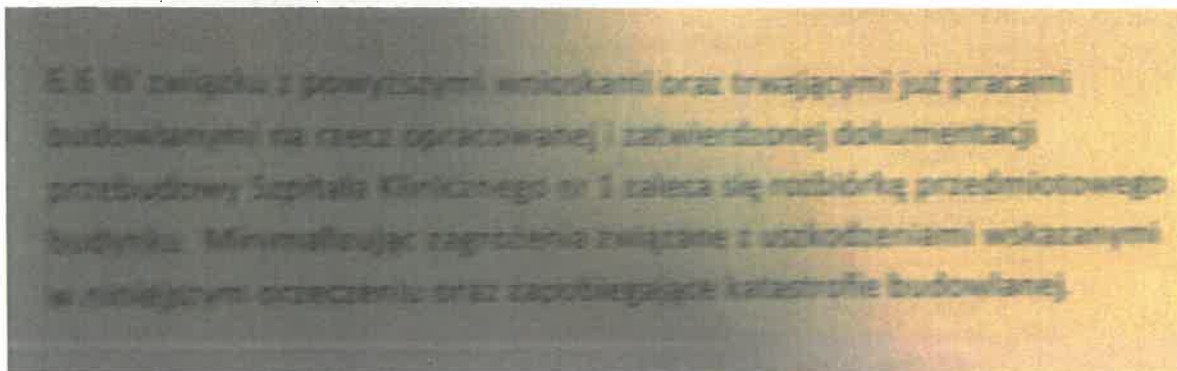 6.6 W związku z powyższymi wnioskami oraz trwającymi już pracami
budowlanymi na rzecz opracowanej i zatwierdzonej dokumentacji
przebudowy Szpitala Klinicznego nr 1 zaleca się rozbiórkę przedmiotowego
budynku. Minimalizując zagrożenia związane z uszkodzeniami wskazanymi
w niniejszym orzeczeniu oraz zapobiegające katastrofie budowlanej.